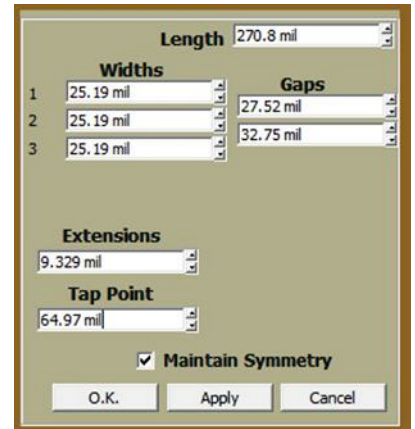 Length 270.8 mil
Widths
Gaps
1 25.19 mil
27.52 mil
2 25.19 mil
32.75 mil
3 25.19 mil
Extensions
9.329 mil
Tap Point
64.97 mil
Maintain Symmetry
O.K. Apply Cancel